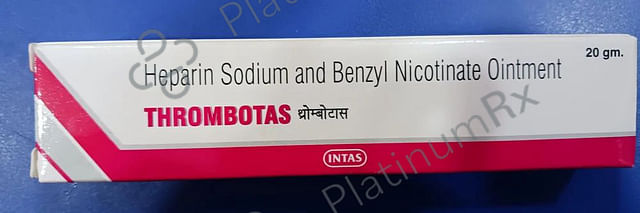 20 gm.
Heparin Sodium and Benzyl Nicotinate Ointment
THROMBOTAS थ्रोम्बोटास
INTAS
PlatinumRx